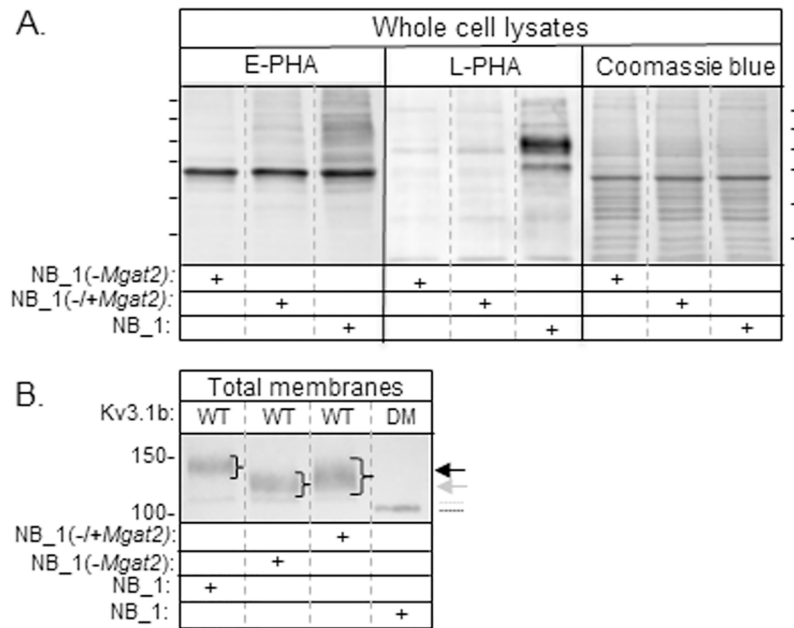 A.
Whole cell lysates
E-PHA L-PHA Coomassie blue
NB_1(-Mgat2): + + +
NB_1(-/+Mgat2): + + +
NB_1: + + +
B.
Total membranes
Kv3.1b: WT WT WT DM
150-
100-
NB_1(-/+Mgat2): +
NB_1(-Mgat2): +
NB_1: +
NB_1: +